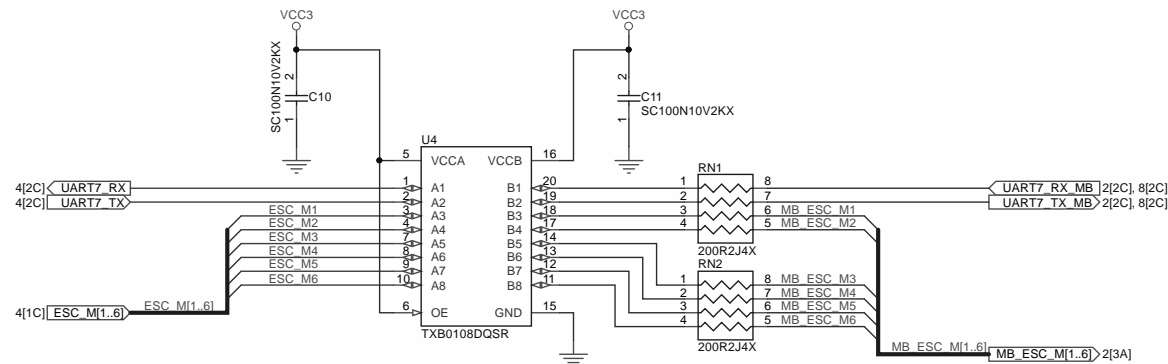 VCC3
VCC3
SC100N10V2KX
2
C10
1
2
C11
SC100N10V2KX
1
U4
5 VCCA VCCB 16
RN1
4[2C] UART7_RX 1 A1 B1 20 1 8 UART7_RX_MB 2[2C], 8[2C]
4[2C] UART7_TX 2 A2 B2 19 2 7 UART7_TX_MB 2[2C], 8[2C]
ESC_M1 3 A3 B3 18 3 6 MB_ESC_M1
ESC_M2 4 A4 B4 17 4 5 MB_ESC_M2
ESC_M3 7 A5 B5 14
200R2J4X
ESC_M4 8 A6 B6 13
RN2
ESC_M5 9 A7 B7 12
ESC_M6 10 A8 B8 11
1 8 MB_ESC_M3
2 7 MB_ESC_M4
3 6 MB_ESC_M5
4 5 MB_ESC_M6
4[1C] ESC_M[1..6] ESC_M[1..6] 6 OE GND 15
TXB0108DQSR
200R2J4X
MB_ESC_M[1..6] MB_ESC_M[1..6] 2[3A]